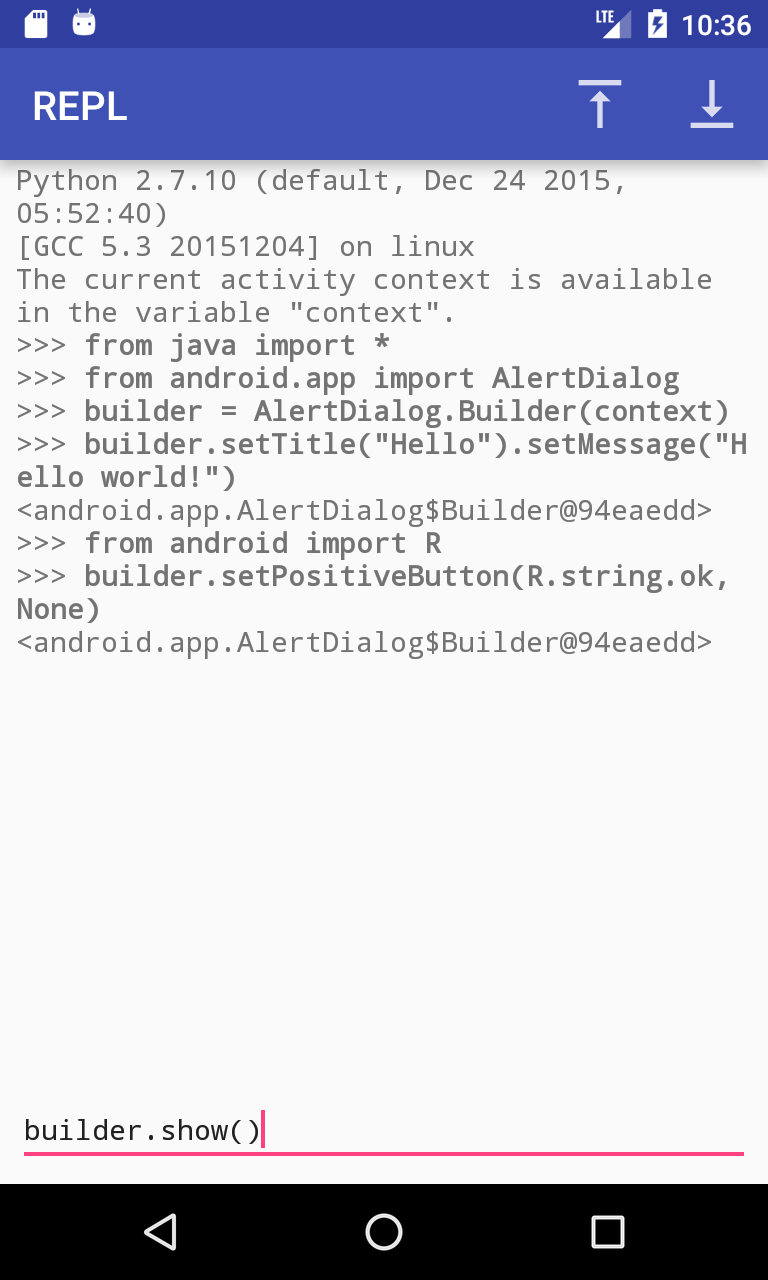 LTE 10:36
REPL
Python 2.7.10 (default, Dec 24 2015,
05:52:40)
[GCC 5.3 20151204] on linux
The current activity context is available
in the variable "context".
>>> from java import *
>>> from android.app import AlertDialog
>>> builder = AlertDialog.Builder(context)
>>> builder.setTitle("Hello").setMessage("H
ello world!")
<android.app.AlertDialog$Builder@94eaedd>
>>> from android import R
>>> builder.setPositiveButton(R.string.ok,
None)
<android.app.AlertDialog$Builder@94eaedd>
builder.show()